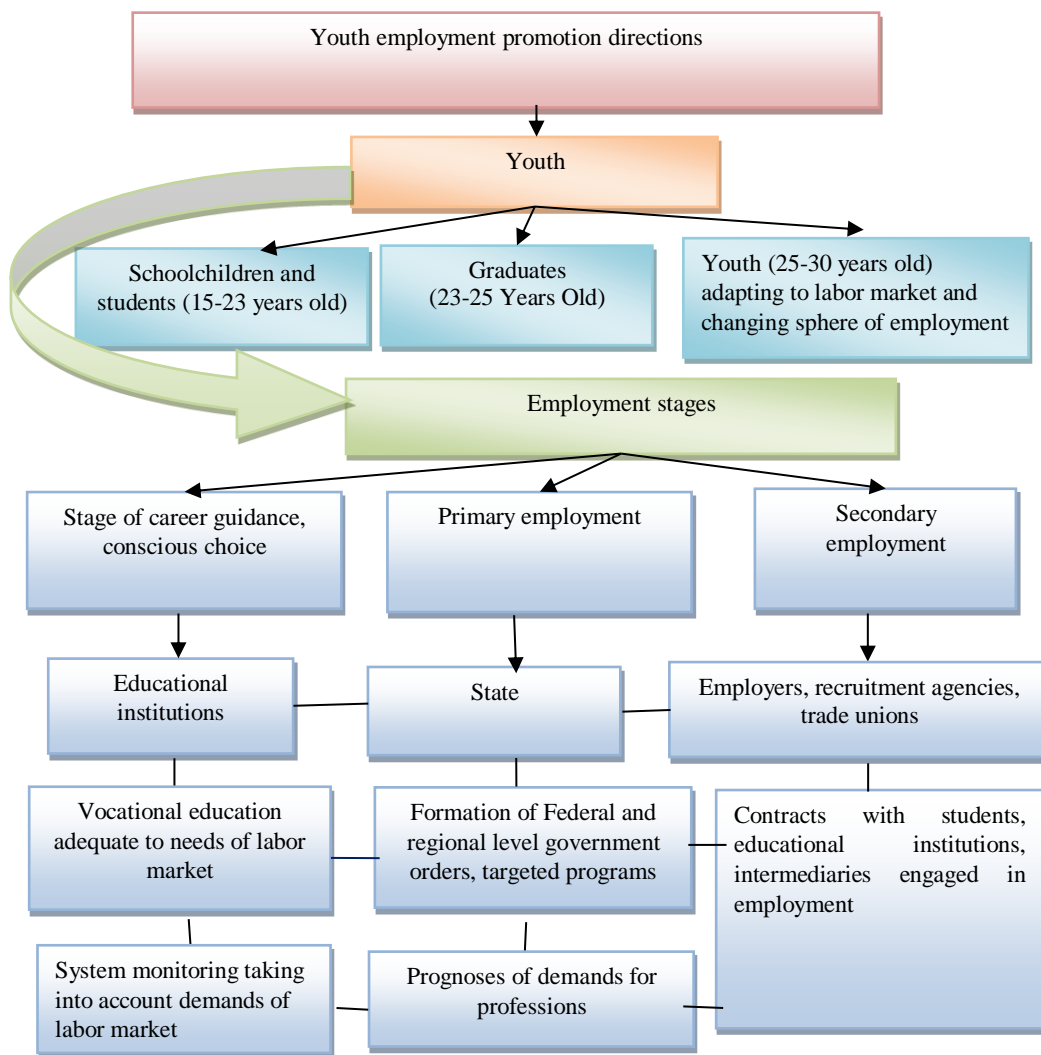 Youth employment promotion directions
Youth
Schoolchildren and
students (15-23 years old)
Graduates
(23-25 Years Old)
Youth (25-30 years old)
adapting to labor market and
changing sphere of employment
Employment stages
Stage of career guidance,
conscious choice
Primary employment
Secondary
employment
Educational
institutions
State
Employers, recruitment agencies,
trade unions
Vocational education
adequate to needs of labor
market
Formation of Federal and
regional level government
orders, targeted programs
Contracts with students,
educational institutions,
intermediaries engaged in
employment
System monitoring taking
into account demands of
labor market
Prognoses of demands for
professions